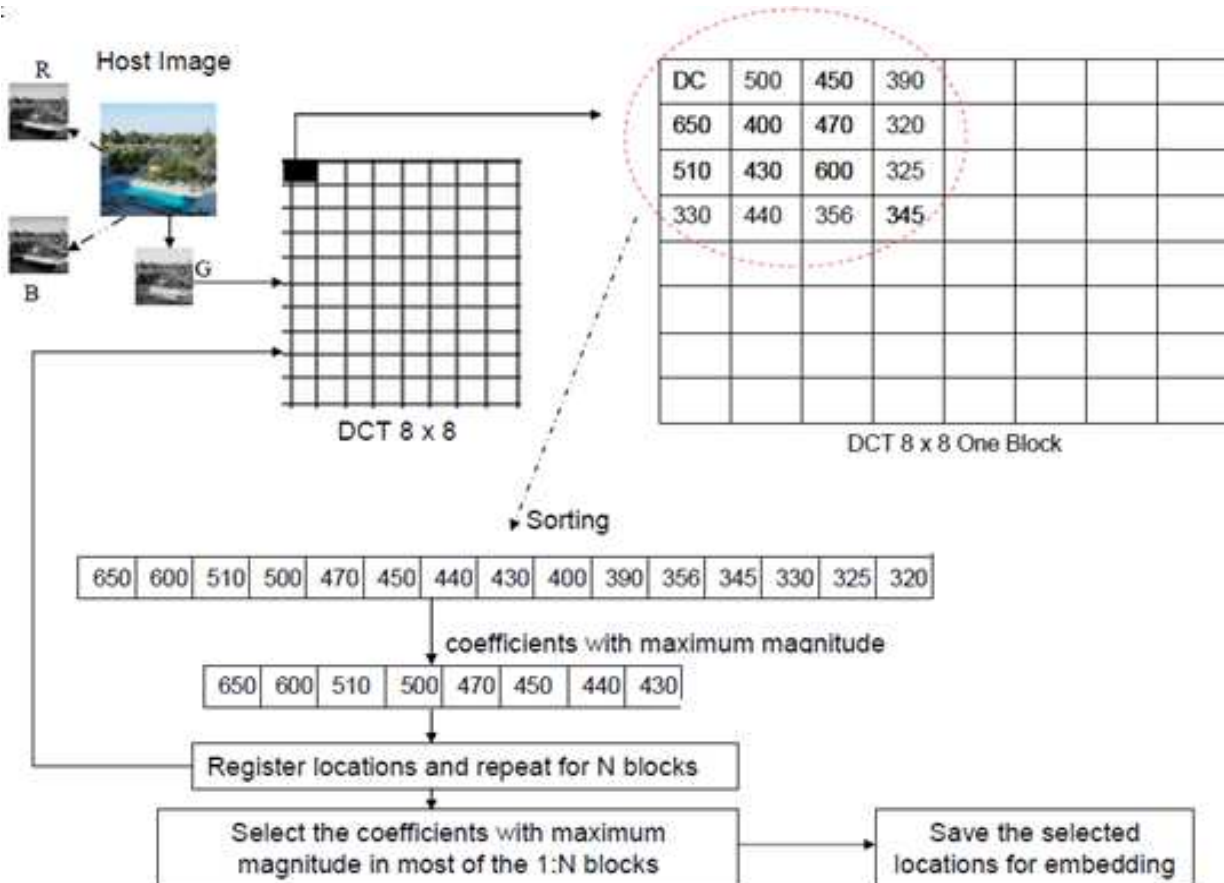 Host Image
R
B
G
DCT 8 x 8
DC 500 450 390
650 400 470 320
510 430 600 325
330 440 356 345
DCT 8 x 8 One Block
Sorting
650 600 510 500 470 450 440 430 400 390 356 345 330 325 320
coefficients with maximum magnitude
650 600 510 500 470 450 440 430
Register locations and repeat for N blocks
Select the coefficients with maximum
magnitude in most of the 1:N blocks
Save the selected
locations for embedding